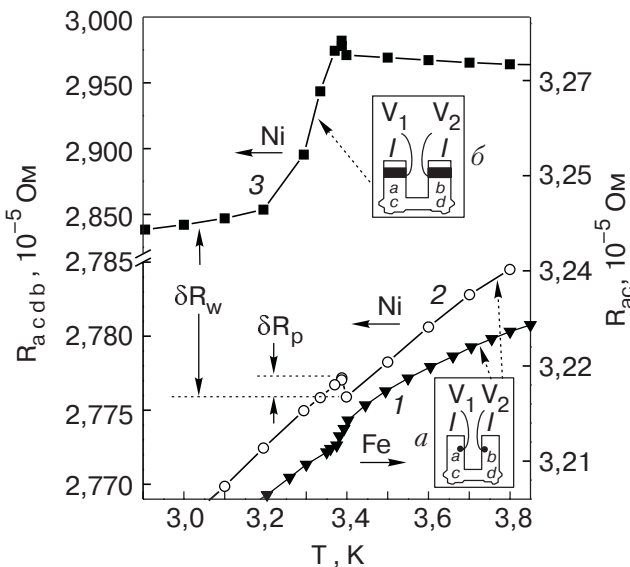 3,000
2,950
2,900
2,850
2,785
2,780
2,775
2,770
R a c d b, 10⁻⁵ Ом
3,27
3,25
3,24
3,22
3,21
R ac, 10⁻⁵ Ом
3,0 3,2 3,4 3,6 3,8
T, K
Ni
3
V₁ V₂
I I
б
a b
c d
δR_w
δR_p
Ni
2
1
Fe
а
V₁ V₂
I I
a b
c d